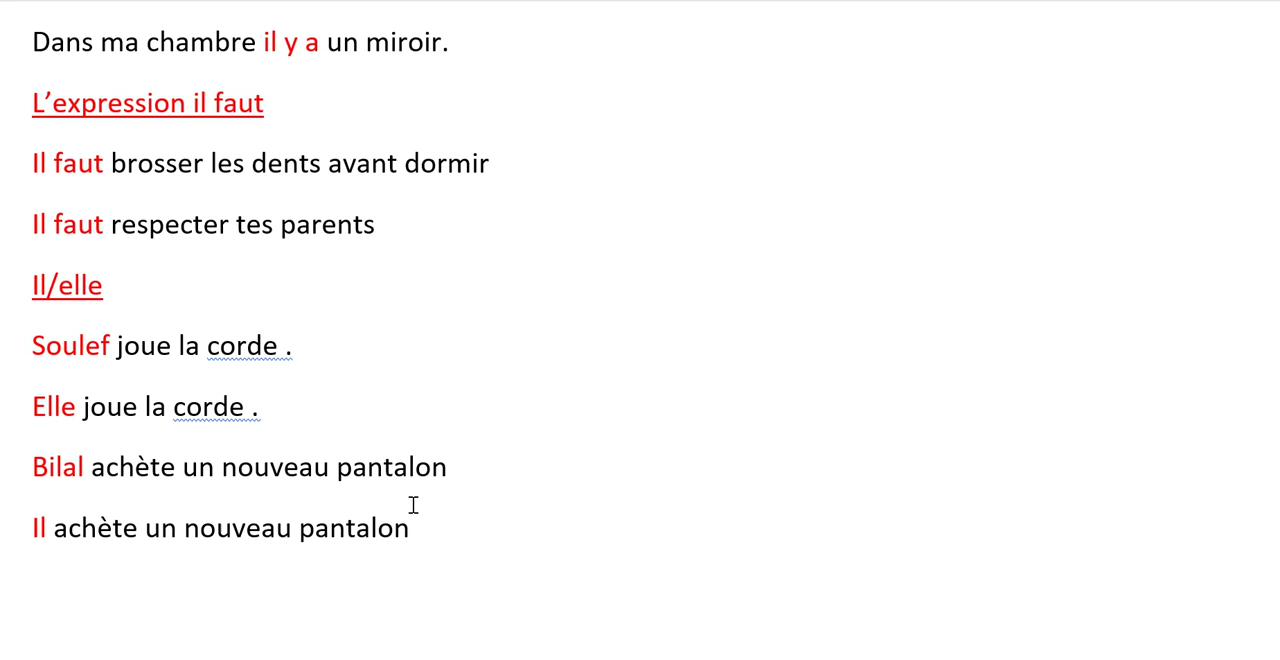 Dans ma chambre il y a un miroir.
L’expression il faut
Il faut brosser les dents avant dormir
Il faut respecter tes parents
Il/elle
Soulef joue la corde .
Elle joue la corde .
Bilal achète un nouveau pantalon
Il achète un nouveau pantalon